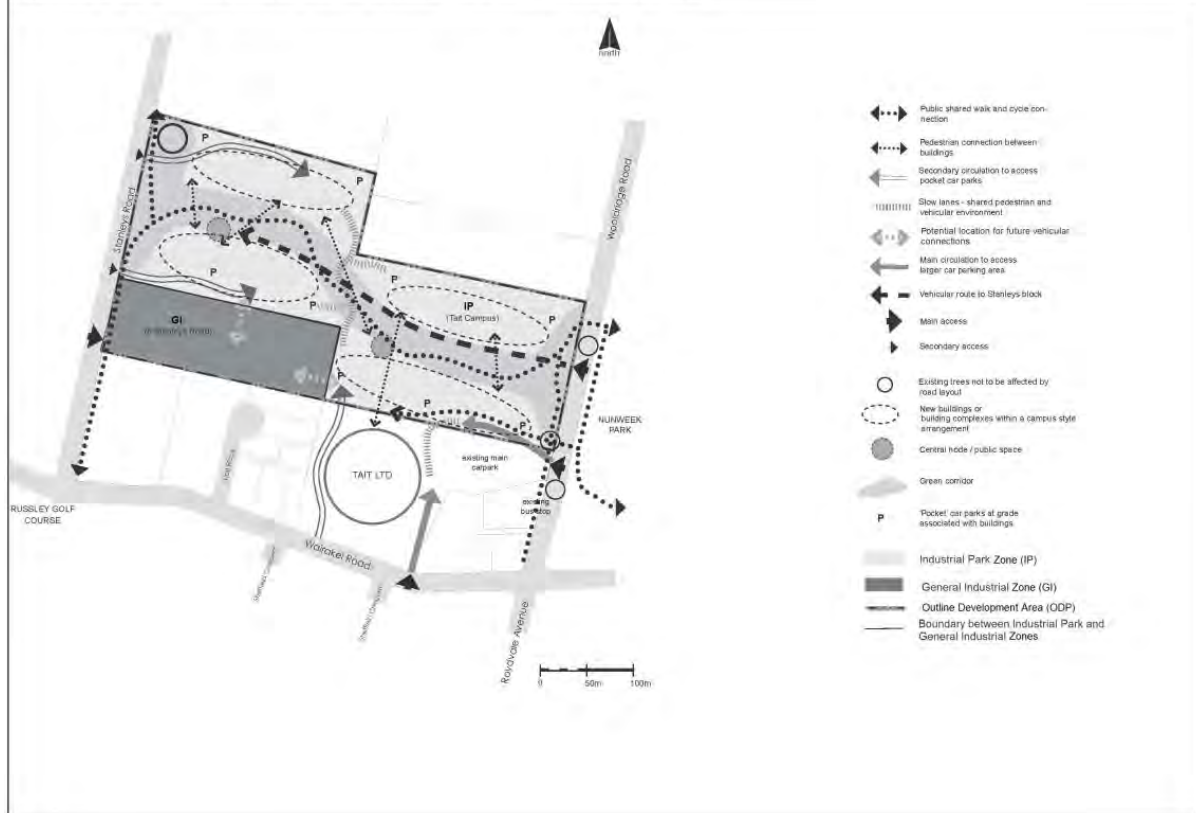 north
Public shared walk and cycle con-
nection
Pedestrian connection between
buildings
Secondary circulation to access
pocket car parks
Slow lanes - shared pedestrian and
vehicular environment
Potential location for future vehicular
connections
Main circulation to access
larger car parking area
Vehicular route to Stanleys block
Main access
Secondary access
Existing trees not to be affected by
road layout
New buildings or
building complexes within a campus style
arrangement
Central node / public space
Green corridor
P
'Pocket' car parks at grade
associated with buildings
Industrial Park Zone (IP)
General Industrial Zone (GI)
Outline Development Area (ODP)
Boundary between Industrial Park and
General Industrial Zones
Stanleys Road
Wooldridge Road
P
P
P
P
P
P
P
P
P
P
IP
(Tait Campus)
GI
NUNWEEK
PARK
existing main
carpark
TAIT LTD
existing
bus stop
RUSSLEY GOLF
COURSE
Wairakei Road
Roydvale Avenue
0
50m
100m